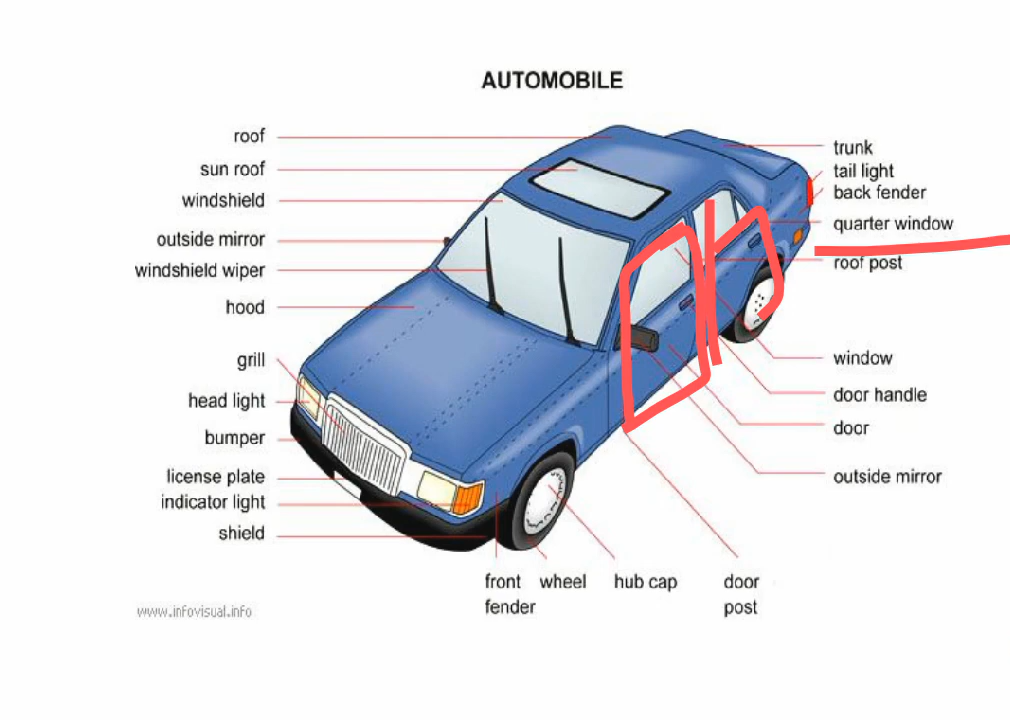 AUTOMOBILE
roof
sun roof
windshield
outside mirror
windshield wiper
hood
grill
head light
bumper
license plate
indicator light
shield
trunk
tail light
back fender
quarter window
roof post
window
door handle
door
outside mirror
front fender
wheel
hub cap
door post
www.infovisual.info